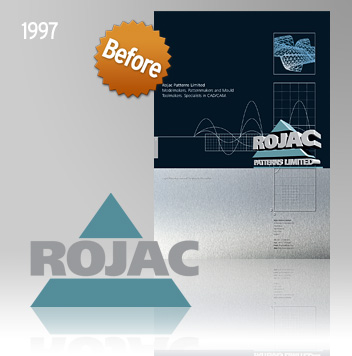 1997
Before
Rojac Patterns Limited
Modelmakers, Patternmakers and Mould
Toolmakers, Specialists in CAD/CAM
ROJAC
PATTERNS LIMITED
ROJAC